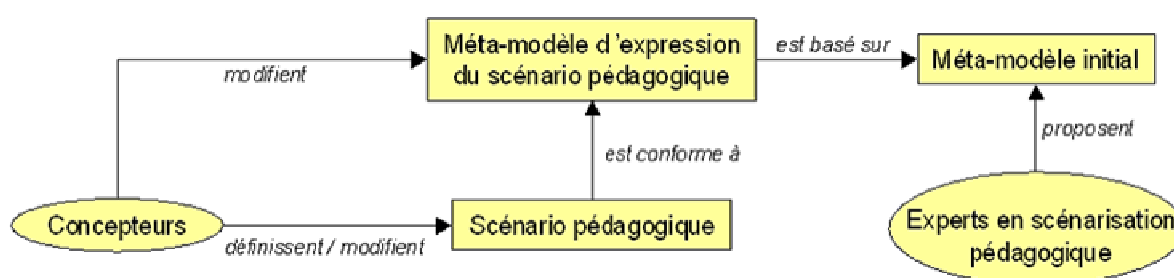 Méta-modèle d'expression
du scénario pédagogique
est basé sur
Méta-modèle initial
modifient
est conforme à
proposent
Concepteurs
définissent / modifient
Scénario pédagogique
Experts en scénarisation
pédagogique